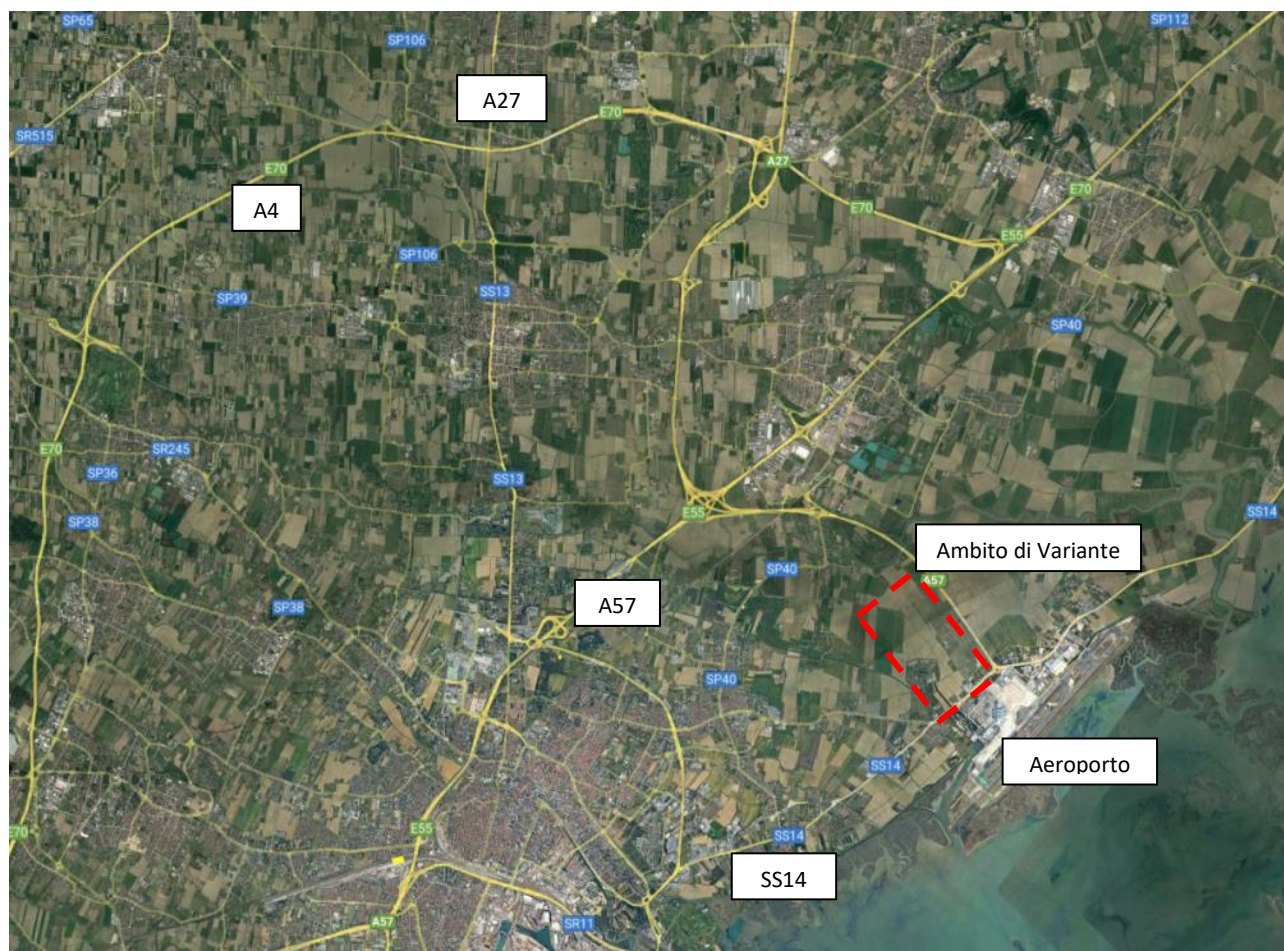 SP65
SP106
SP112
A27
E70
SR515
A27
E70
E70
E70
A4
E55
SP106
SS13
SP39
SP40
E70
SR245
SP36
SS13
E55
SS14
SP38
Ambito di Variante
SP40
A57
SP38
A57
SP40
SS14
Aeroporto
E70
E55
SS14
SS14
A57
SR11